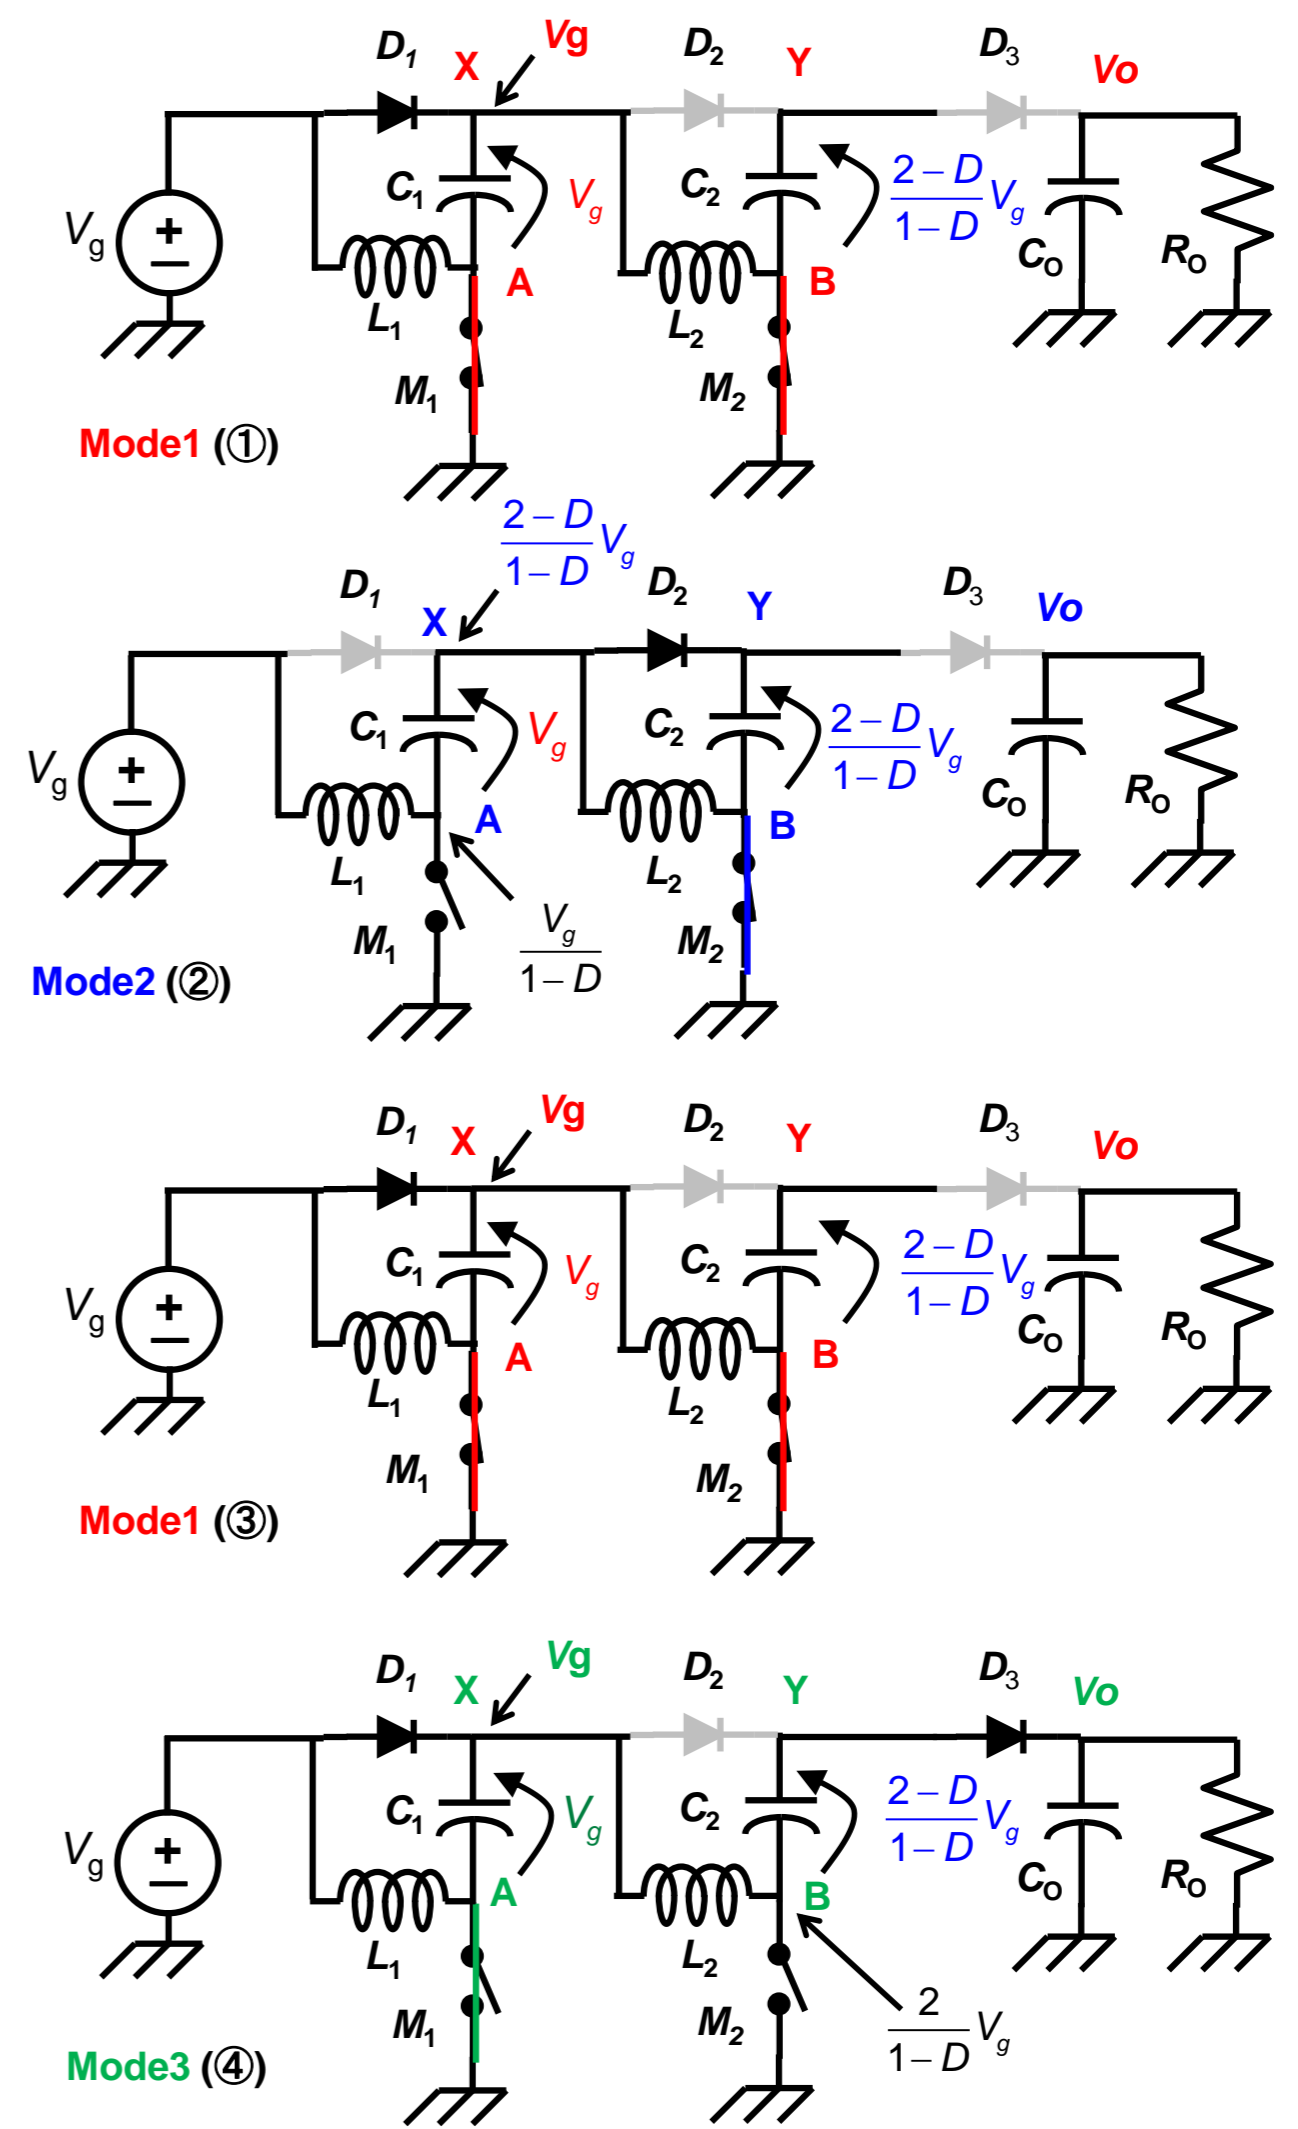 D1 X Vg D2 Y D3 Vo
C1 Vg C2 (2 – D)/(1 – D) Vg
Vg + – CO RO
L1 A L2 B
M1 M2
Mode1 (①)
(2 – D)/(1 – D) Vg
D1 X D2 Y D3 Vo
C1 Vg C2 (2 – D)/(1 – D) Vg
Vg + – CO RO
L1 A L2 B
M1 Vg/(1 – D) M2
Mode2 (②)
D1 X Vg D2 Y D3 Vo
C1 Vg C2 (2 – D)/(1 – D) Vg
Vg + – CO RO
L1 A L2 B
M1 M2
Mode1 (③)
D1 X Vg D2 Y D3 Vo
C1 Vg C2 (2 – D)/(1 – D) Vg
Vg + – CO RO
L1 A L2 B
M1 M2 2/(1 – D) Vg
Mode3 (④)